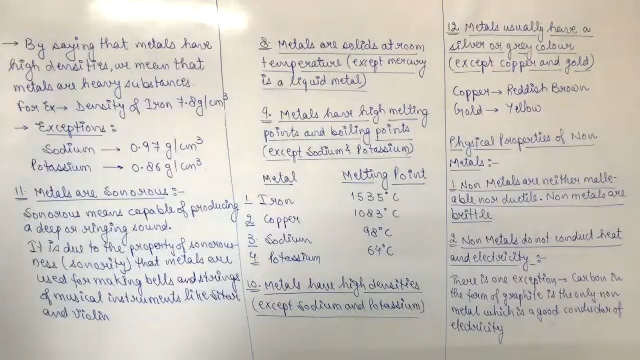 → By saying that metals have
high densities, we mean that
metals are heavy substances.
For Ex → Density of Iron 7.8g/cm³
→ Exceptions:
Sodium → 0.97 g/cm³
Potassium → 0.86 g/cm³
11. Metals are Sonorous:-
Sonorous means capable of producing
a deep or ringing sound.
It is due to the property of sonorous-
ness (sonority) that metals are
used for making bells and strings
of musical instruments like Sitar
and Violin
8. Metals are solids at room
temperature (except mercury
is a liquid metal)
9. Metals have high melting
points and boiling points
(except Sodium & Potassium)
Metal Melting Point
1 Iron 1535°C
2 Copper 1083°C
3 Sodium 98°C
4 Potassium 64°C
10. Metals have high densities
(except Sodium and Potassium)
12. Metals usually have a
silver or grey colour
(except copper and gold)
Copper → Reddish Brown
Gold → Yellow
Physical Properties of Non
Metals:-
1 Non Metals are neither malle-
able nor ductile. Non metals are
brittle
2 Non Metals do not conduct heat
and electricity:-
There is one exception → Carbon in
the form of graphite is the only non
metal which is a good conductor of
electricity